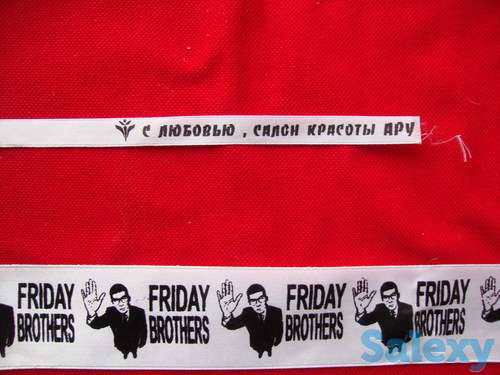 С ЛЮБОВЬЮ , САЛОН КРАСОТЫ АРУ
FRIDAY FRIDAY FRIDAY FRIDAY
BROTHERS BROTHERS BROTHERS BROTHERS
Salexy